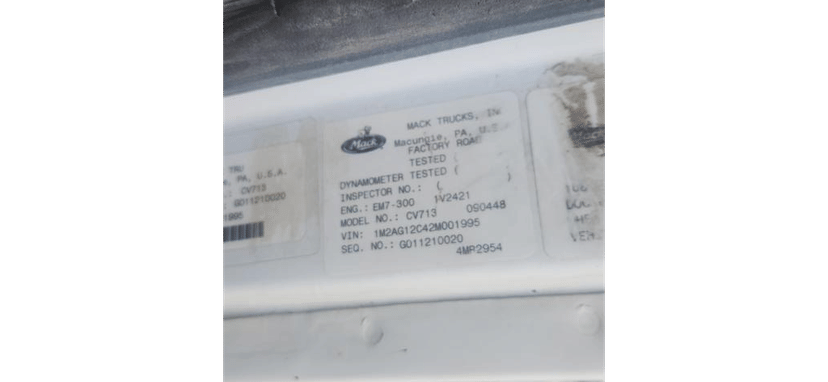 TRU
PA, U.S.A.
CV713
G011210020
1995
Mack
MACK TRUCKS,
Macungie, PA, U.S.
FACTORY ROAD
TESTED (
DYNAMOMETER TESTED ( )
INSPECTOR NO.: (
ENG.: EM7-300 1V2421
MODEL NO.: CV713 090448
VIN: 1M2AG12C42M001995
SEQ. NO.: G011210020
4MR2954